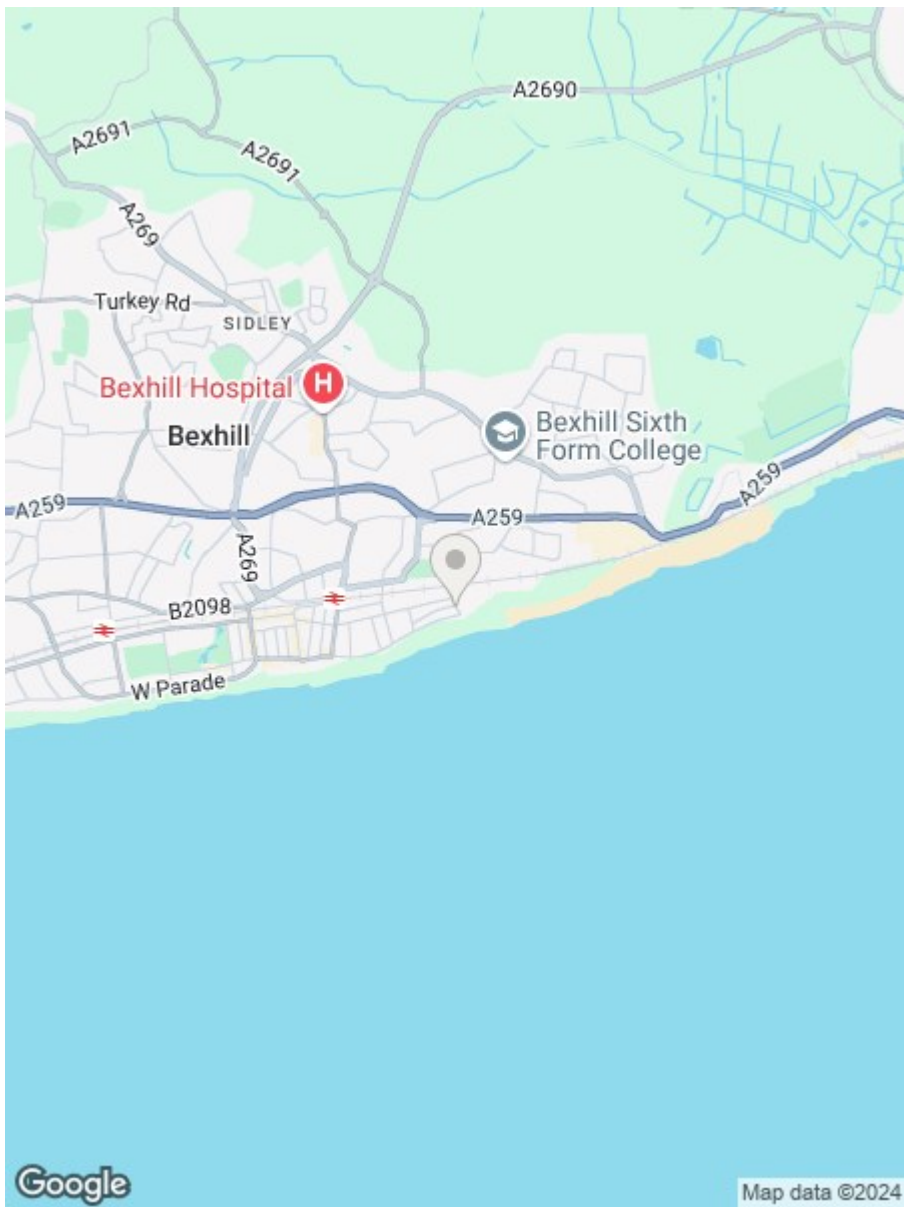 A2690
A2691
A2691
A269
Turkey Rd
SIDLEY
Bexhill Hospital
H
Bexhill
Bexhill Sixth
Form College
A259
A259
A259
A269
B2098
W Parade
Google
Map data ©2024